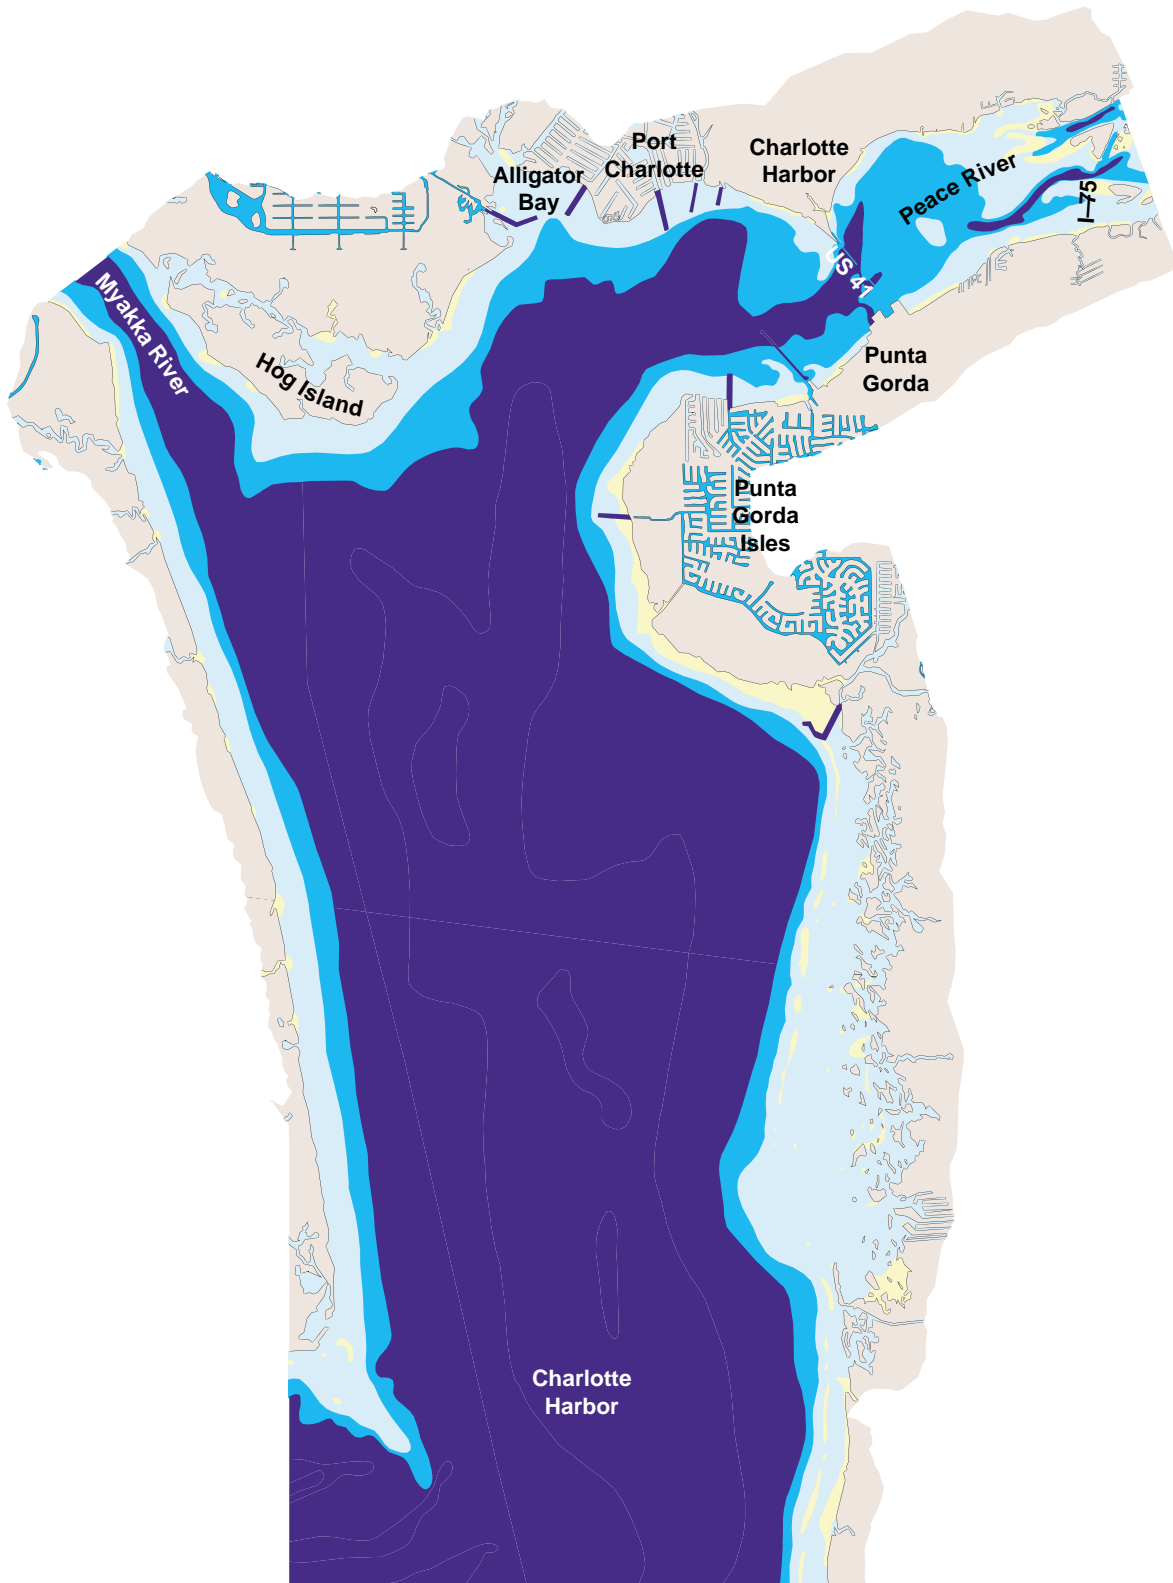 Port
Charlotte
Charlotte
Harbor
Alligator
Bay
Peace River
I-75
US 41
Myakka River
Hog Island
Punta
Gorda
Punta
Gorda
Isles
Charlotte
Harbor